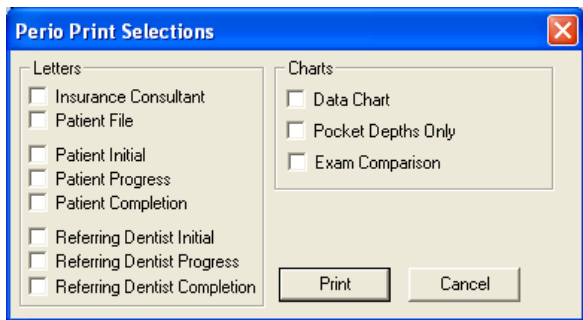 Perio Print Selections
Letters
Insurance Consultant
Patient File
Patient Initial
Patient Progress
Patient Completion
Referring Dentist Initial
Referring Dentist Progress
Referring Dentist Completion
Charts
Data Chart
Pocket Depths Only
Exam Comparison
Print
Cancel